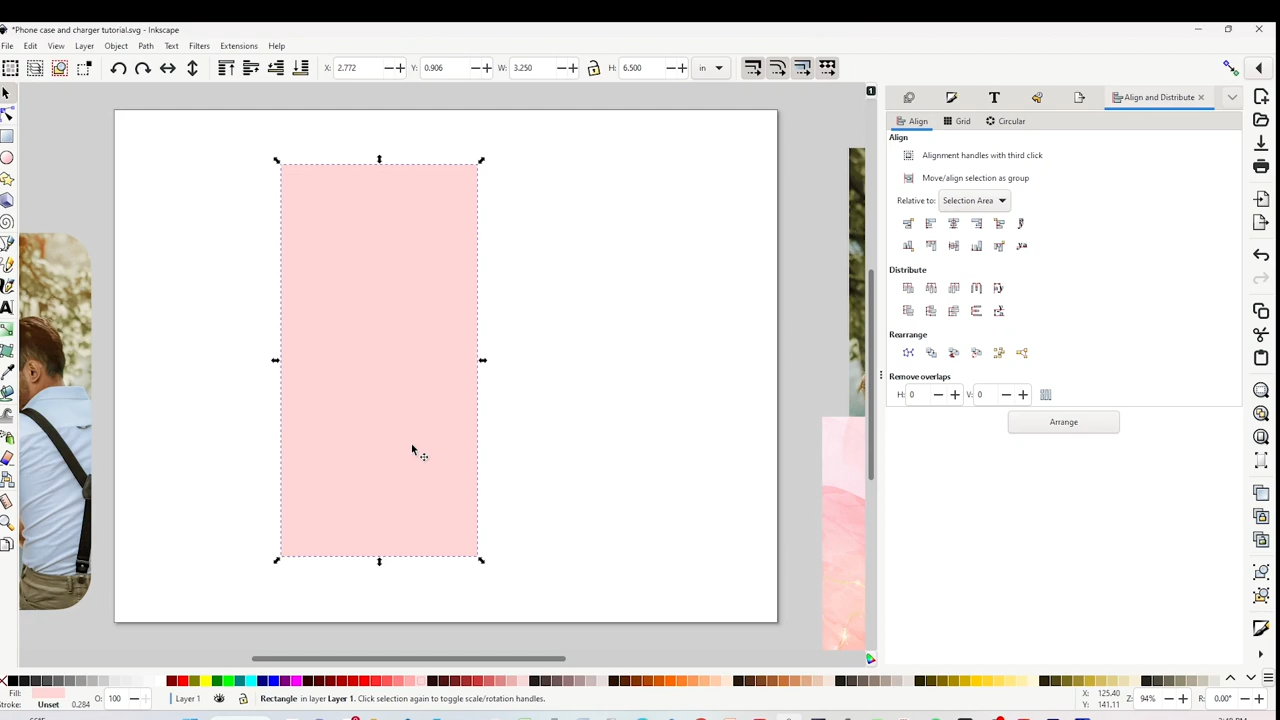 *Phone case and charger tutorial.svg - Inkscape
File Edit View Layer Object Path Text Filters Extensions Help
X: 2.772 Y: 0.906 W: 3.250 H: 6.500 in
1
Align and Distribute
Align Grid Circular
Align
Alignment handles with third click
Move/align selection as group
Relative to: Selection Area
Distribute
Rearrange
Remove overlaps
H: 0 V: 0
Arrange
Fill: O: 100 Layer 1 Rectangle in layer Layer 1. Click selection again to toggle scale/rotation handles. X: 125.40 Z: 94% R: 0.00°
Stroke: Unset 0.284 Y: 141.11